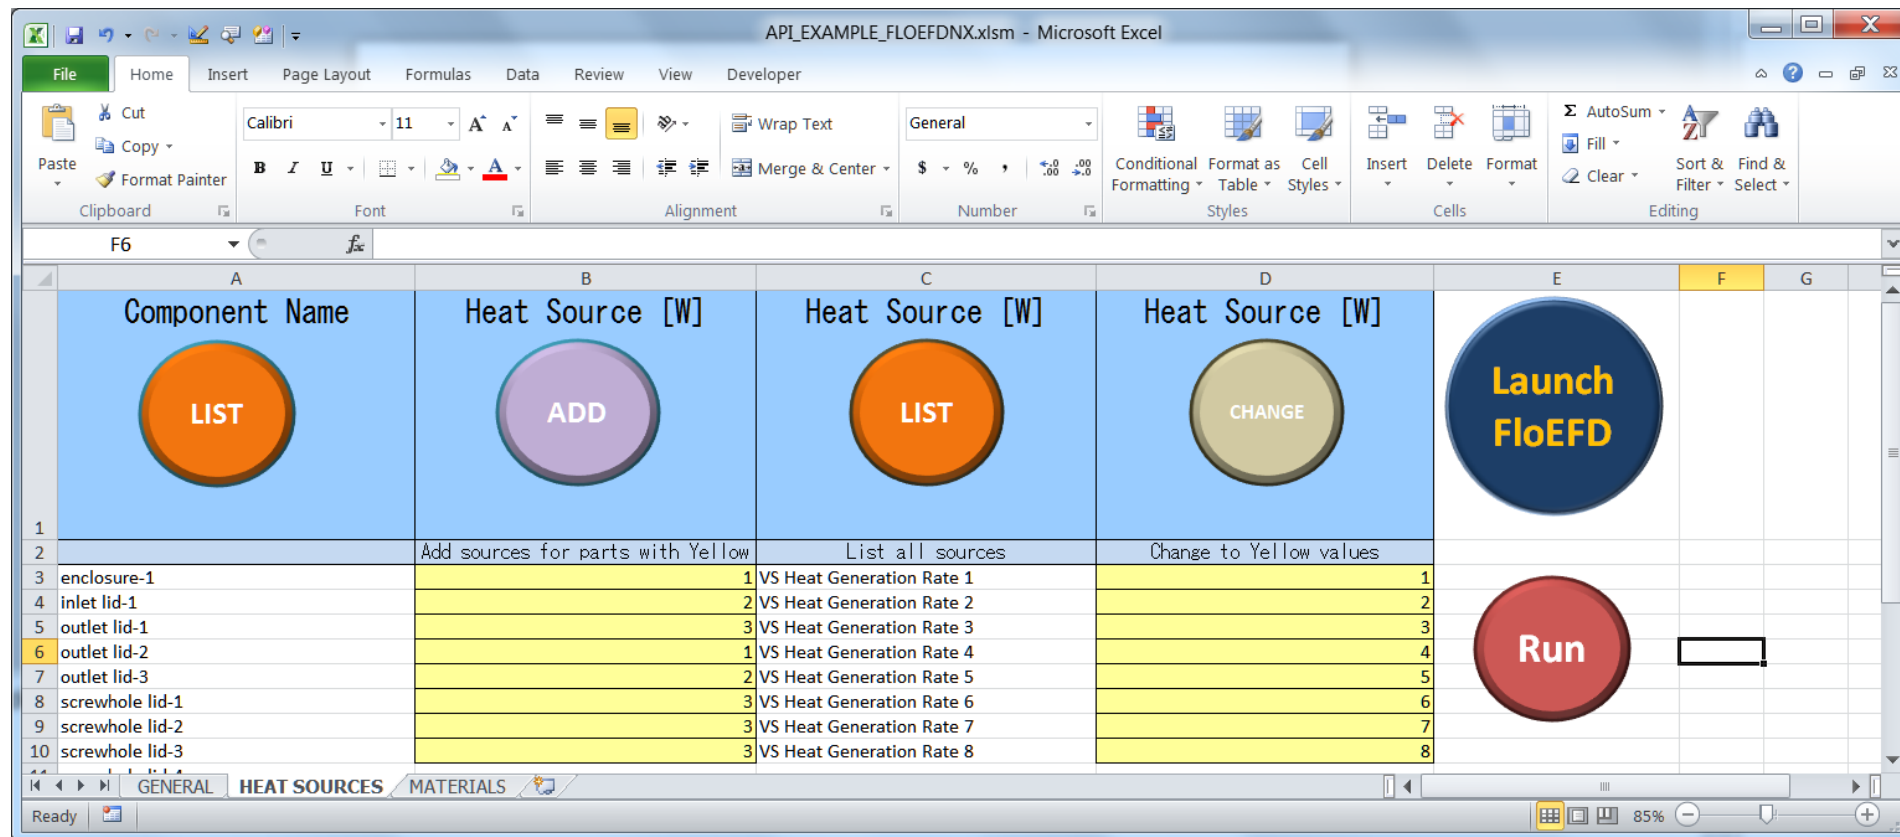 API_EXAMPLE_FLOEFDNX.xlsm - Microsoft Excel
File Home Insert Page Layout Formulas Data Review View Developer
Cut
Copy
Format Painter
Paste
Clipboard
Calibri 11
B I U
Font
Wrap Text
Merge & Center
Alignment
General
$ % ,
Number
Conditional Formatting
Format as Table
Cell Styles
Styles
Insert Delete Format
Cells
Σ AutoSum
Fill
Clear
Sort & Filter
Find & Select
Editing
F6 fx
A B C D E F G
1 Component Name Heat Source [W] Heat Source [W] Heat Source [W]
LIST ADD LIST CHANGE
Launch
FloEFD
2 Add sources for parts with Yellow List all sources Change to Yellow values
3 enclosure-1 1 VS Heat Generation Rate 1 1
4 inlet lid-1 2 VS Heat Generation Rate 2 2
5 outlet lid-1 3 VS Heat Generation Rate 3 3
6 outlet lid-2 1 VS Heat Generation Rate 4 4
Run
7 outlet lid-3 2 VS Heat Generation Rate 5 5
8 screwhole lid-1 3 VS Heat Generation Rate 6 6
9 screwhole lid-2 3 VS Heat Generation Rate 7 7
10 screwhole lid-3 3 VS Heat Generation Rate 8 8
GENERAL HEAT SOURCES MATERIALS
Ready 85%